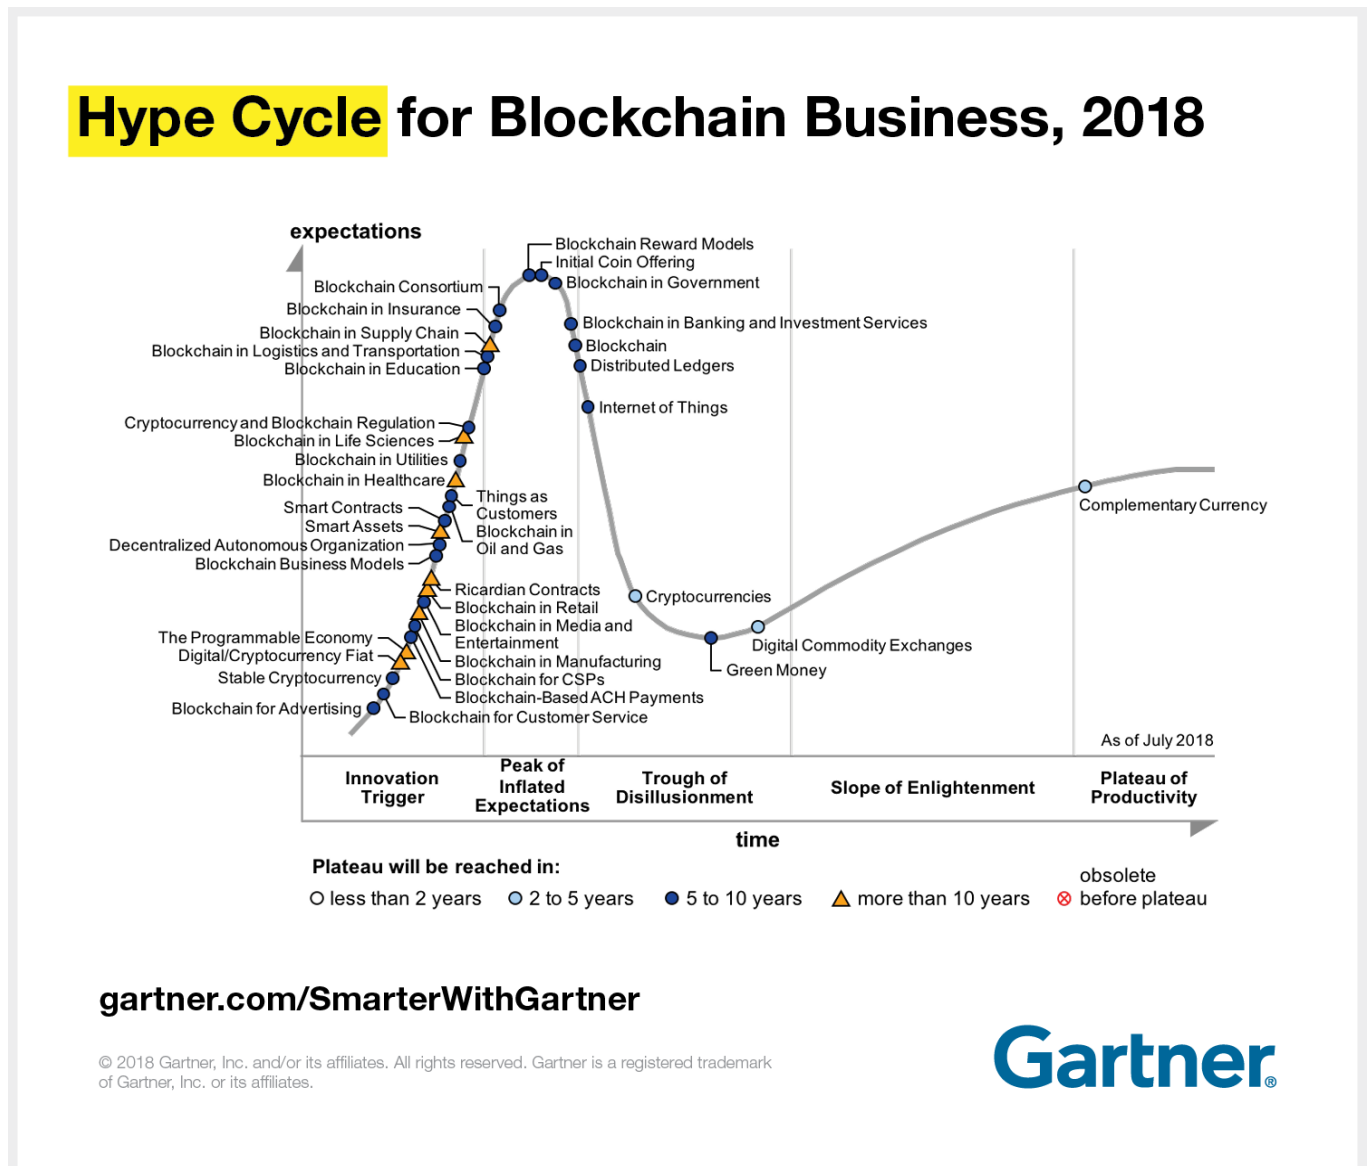 Hype Cycle for Blockchain Business, 2018
expectations
Blockchain Reward Models
Initial Coin Offering
Blockchain in Government
Blockchain Consortium
Blockchain in Insurance
Blockchain in Supply Chain
Blockchain in Logistics and Transportation
Blockchain in Education
Blockchain in Banking and Investment Services
Blockchain
Distributed Ledgers
Internet of Things
Cryptocurrency and Blockchain Regulation
Blockchain in Life Sciences
Blockchain in Utilities
Blockchain in Healthcare
Things as
Customers
Smart Contracts
Smart Assets
Blockchain in
Oil and Gas
Decentralized Autonomous Organization
Blockchain Business Models
Ricardian Contracts
Blockchain in Retail
Blockchain in Media and
Entertainment
Blockchain in Manufacturing
Blockchain for CSPs
Blockchain-Based ACH Payments
Blockchain for Customer Service
The Programmable Economy
Digital/Cryptocurrency Fiat
Stable Cryptocurrency
Blockchain for Advertising
Cryptocurrencies
Digital Commodity Exchanges
Green Money
Complementary Currency
As of July 2018
Innovation
Trigger
Peak of
Inflated
Expectations
Trough of
Disillusionment
Slope of Enlightenment
Plateau of
Productivity
time
Plateau will be reached in:
less than 2 years
2 to 5 years
5 to 10 years
more than 10 years
obsolete
before plateau
gartner.com/SmarterWithGartner
© 2018 Gartner, Inc. and/or its affiliates. All rights reserved. Gartner is a registered trademark
of Gartner, Inc. or its affiliates.
Gartner®